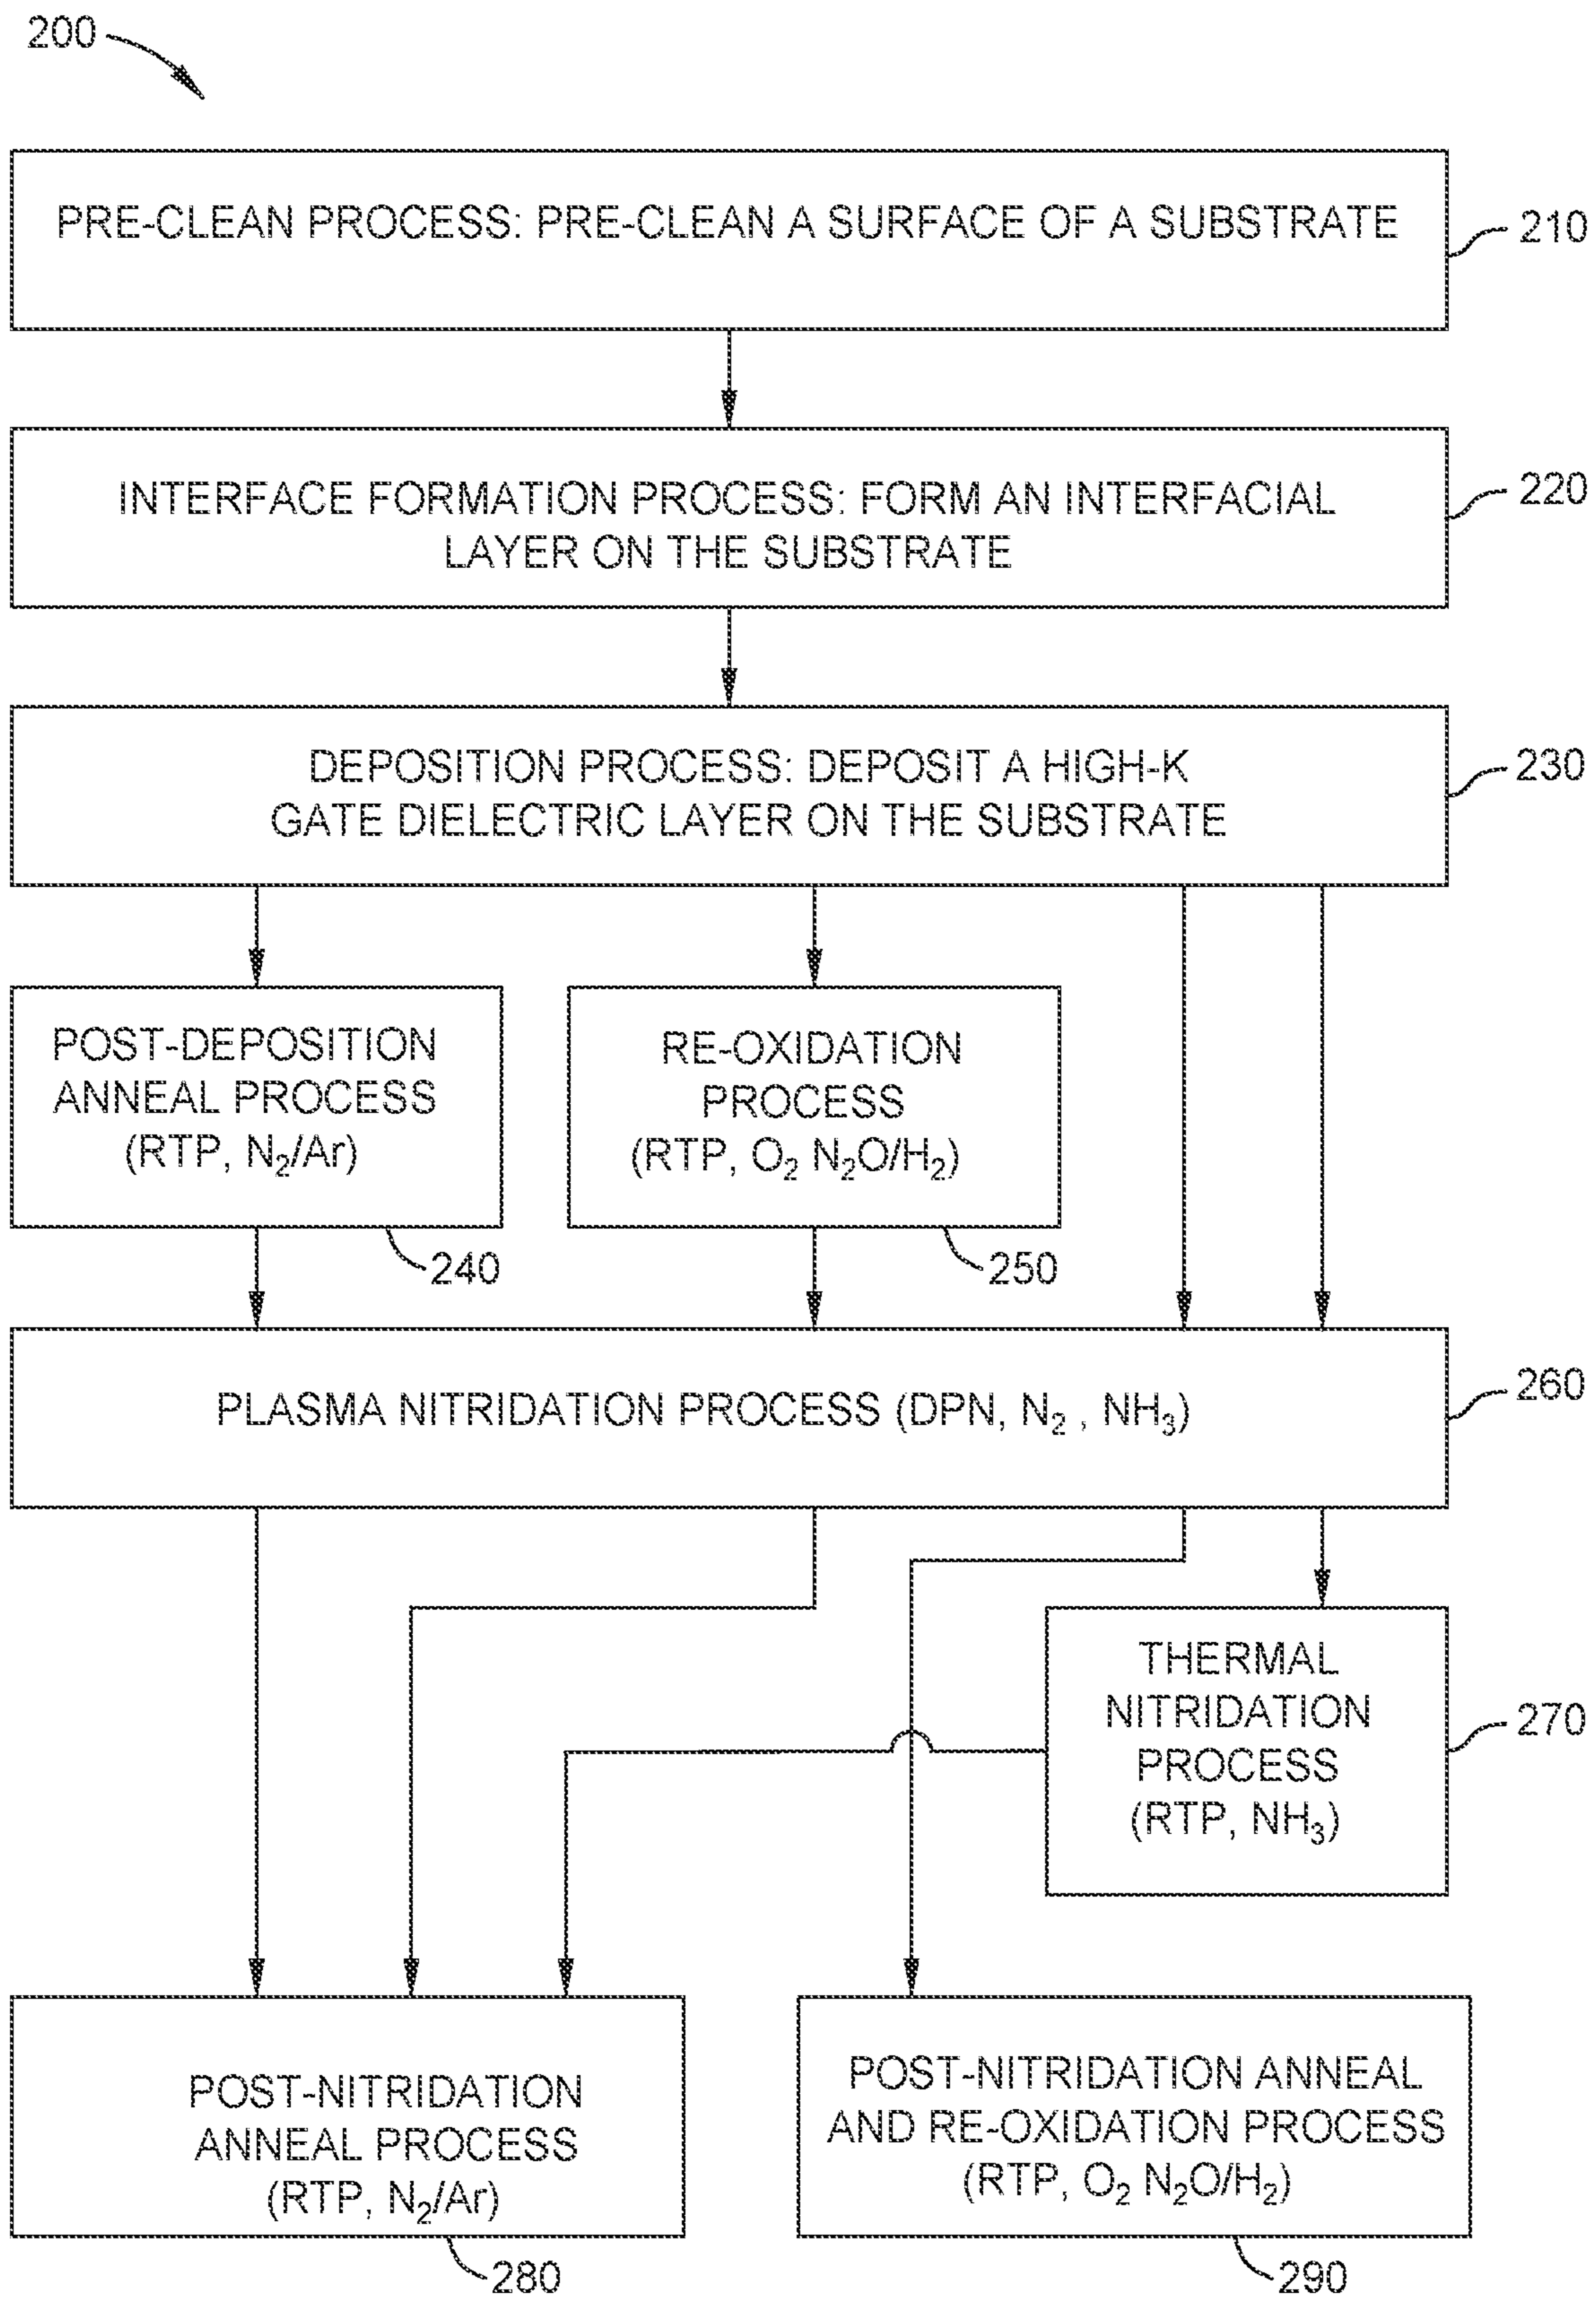 200
PRE-CLEAN PROCESS: PRE-CLEAN A SURFACE OF A SUBSTRATE
210
INTERFACE FORMATION PROCESS: FORM AN INTERFACIAL
LAYER ON THE SUBSTRATE
220
DEPOSITION PROCESS: DEPOSIT A HIGH-K
GATE DIELECTRIC LAYER ON THE SUBSTRATE
230
POST-DEPOSITION
ANNEAL PROCESS
(RTP, N₂/Ar)
240
RE-OXIDATION
PROCESS
(RTP, O₂ N₂O/H₂)
250
PLASMA NITRIDATION PROCESS (DPN, N₂ , NH₃)
260
THERMAL
NITRIDATION
PROCESS
(RTP, NH₃)
270
POST-NITRIDATION
ANNEAL PROCESS
(RTP, N₂/Ar)
280
POST-NITRIDATION ANNEAL
AND RE-OXIDATION PROCESS
(RTP, O₂ N₂O/H₂)
290